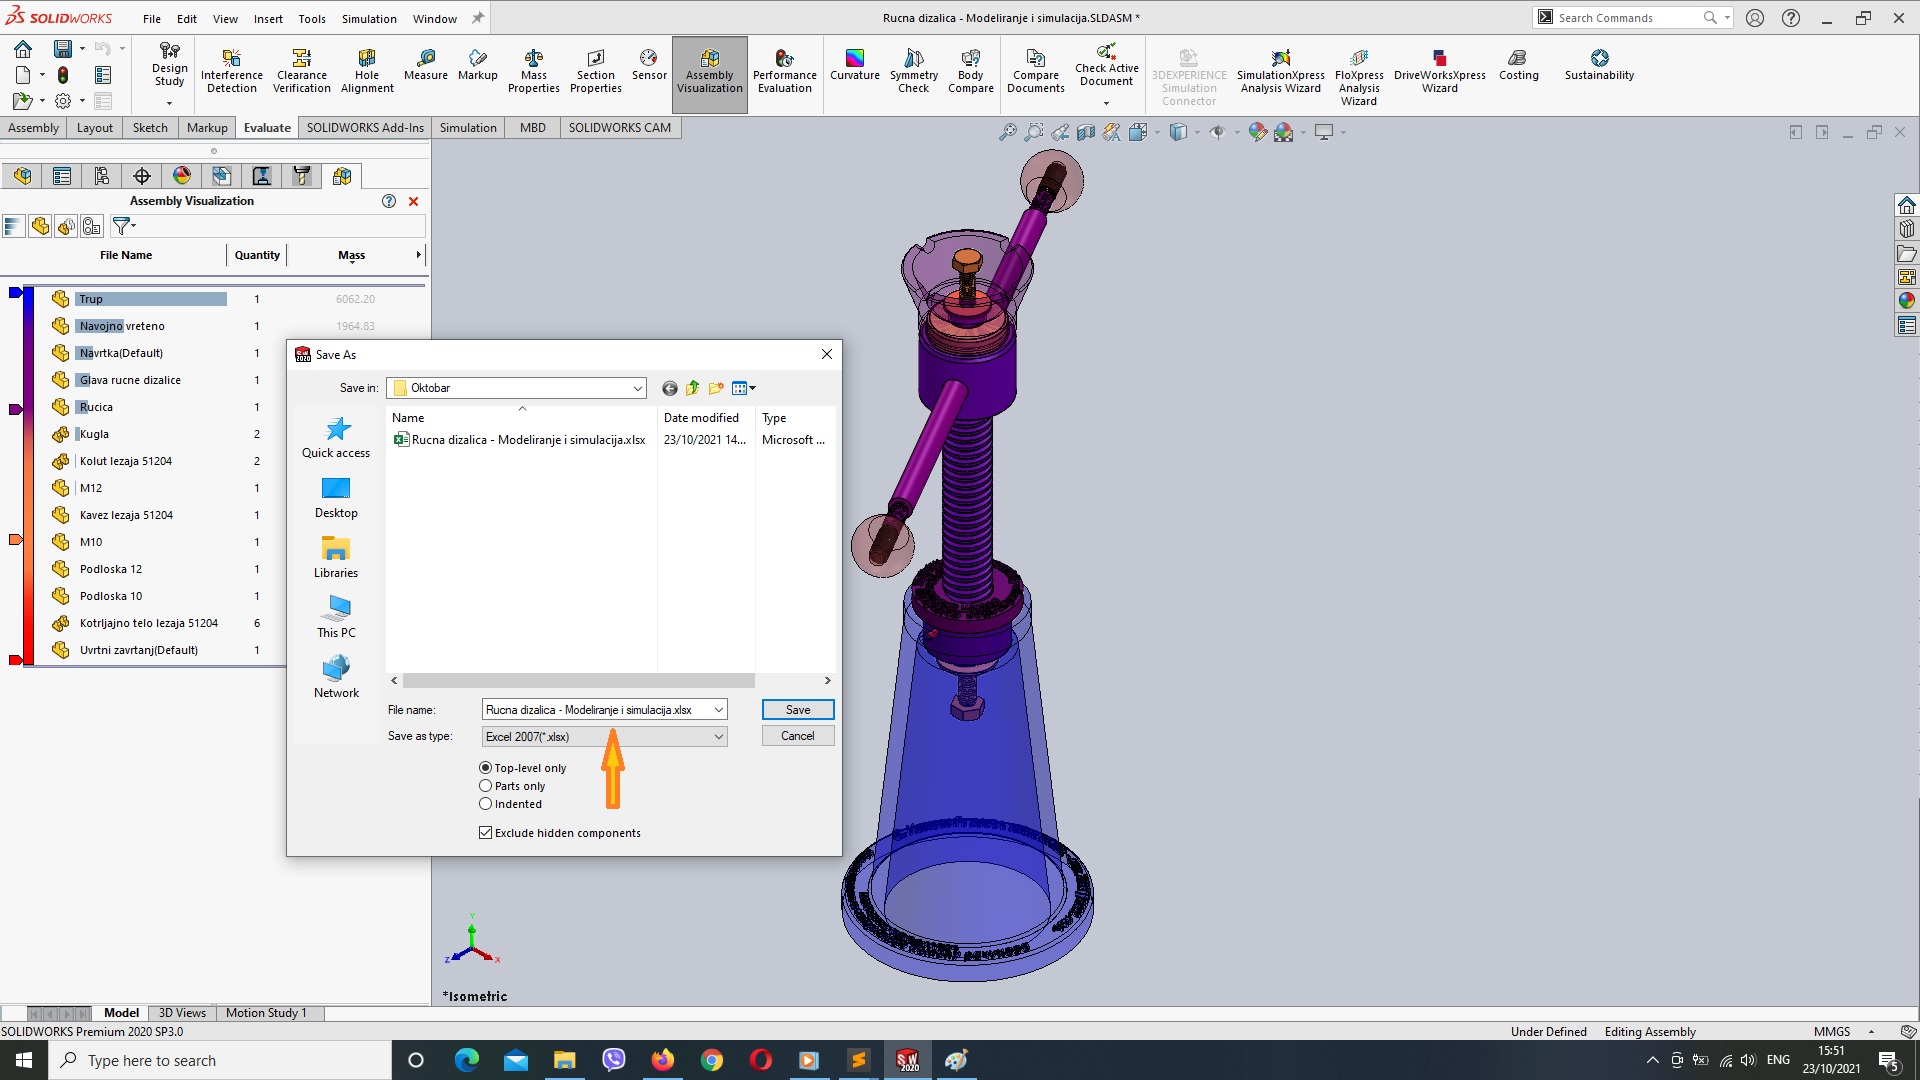 SOLIDWORKS
File Edit View Insert Tools Simulation Window
Rucna dizalica - Modeliranje i simulacija.SLDASM *
Search Commands
Design Study
Interference Detection
Clearance Verification
Hole Alignment
Measure
Markup
Mass Properties
Section Properties
Sensor
Assembly Visualization
Performance Evaluation
Curvature
Symmetry Check
Body Compare
Compare Documents
Check Active Document
3DEXPERIENCE Simulation Connector
SimulationXpress Analysis Wizard
FloXpress Analysis Wizard
DriveWorksXpress Wizard
Costing
Sustainability
Assembly Layout Sketch Markup Evaluate SOLIDWORKS Add-Ins Simulation MBD SOLIDWORKS CAM
Assembly Visualization
File Name Quantity Mass
Trup 1 6062.20
Navojno vreteno 1 1964.83
Navrtka(Default) 1
Glava rucne dizalice 1
Rucica 1
Kugla 2
Kolut lezaja 51204 2
M12 1
Kavez lezaja 51204 1
M10 1
Podloska 12 1
Podloska 10 1
Kotrljajno telo lezaja 51204 6
Uvrtni zavrtanj(Default) 1
SW 2020 Save As
Save in: Oktobar
Name Date modified Type
Rucna dizalica - Modeliranje i simulacija.xlsx 23/10/2021 14... Microsoft ...
Quick access
Desktop
Libraries
This PC
Network
File name: Rucna dizalica - Modeliranje i simulacija.xlsx Save
Save as type: Excel 2007(*.xlsx) Cancel
Top-level only
Parts only
Indented
Exclude hidden components
Y
Z X
*Isometric
Model 3D Views Motion Study 1
SOLIDWORKS Premium 2020 SP3.0 Under Defined Editing Assembly MMGS
Type here to search
SW 2020
ENG
15:51
23/10/2021
5